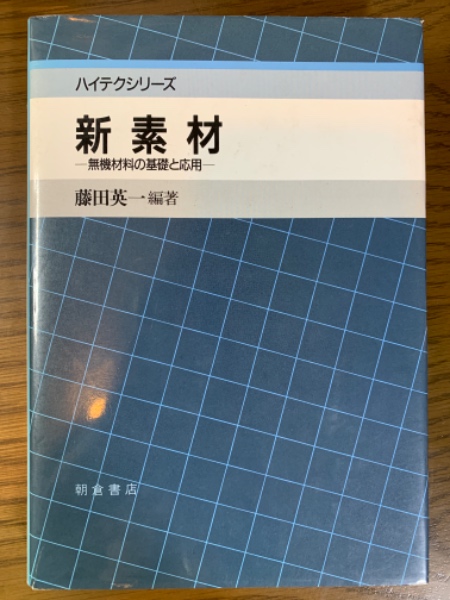 ハイテクシリーズ
新素材
―無機材料の基礎と応用―
藤田英一編著
朝倉書店